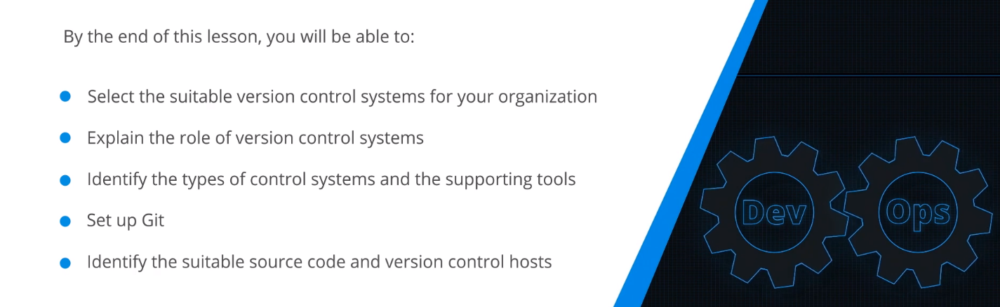 By the end of this lesson, you will be able to:
Select the suitable version control systems for your organization
Explain the role of version control systems
Identify the types of control systems and the supporting tools
Set up Git
Identify the suitable source code and version control hosts
Dev Ops